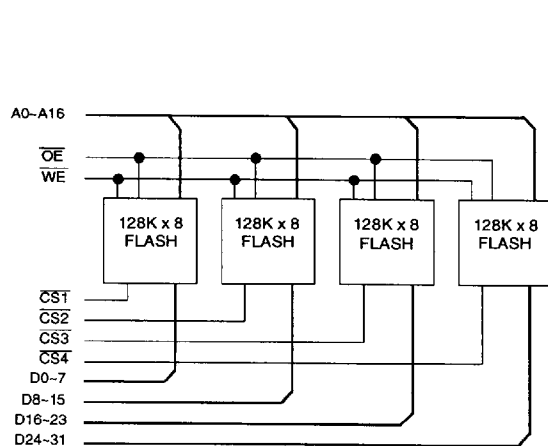 A0~A16
OE
WE
128K x 8
FLASH
128K x 8
FLASH
128K x 8
FLASH
128K x 8
FLASH
CS1
CS2
CS3
CS4
D0~7
D8~15
D16~23
D24~31